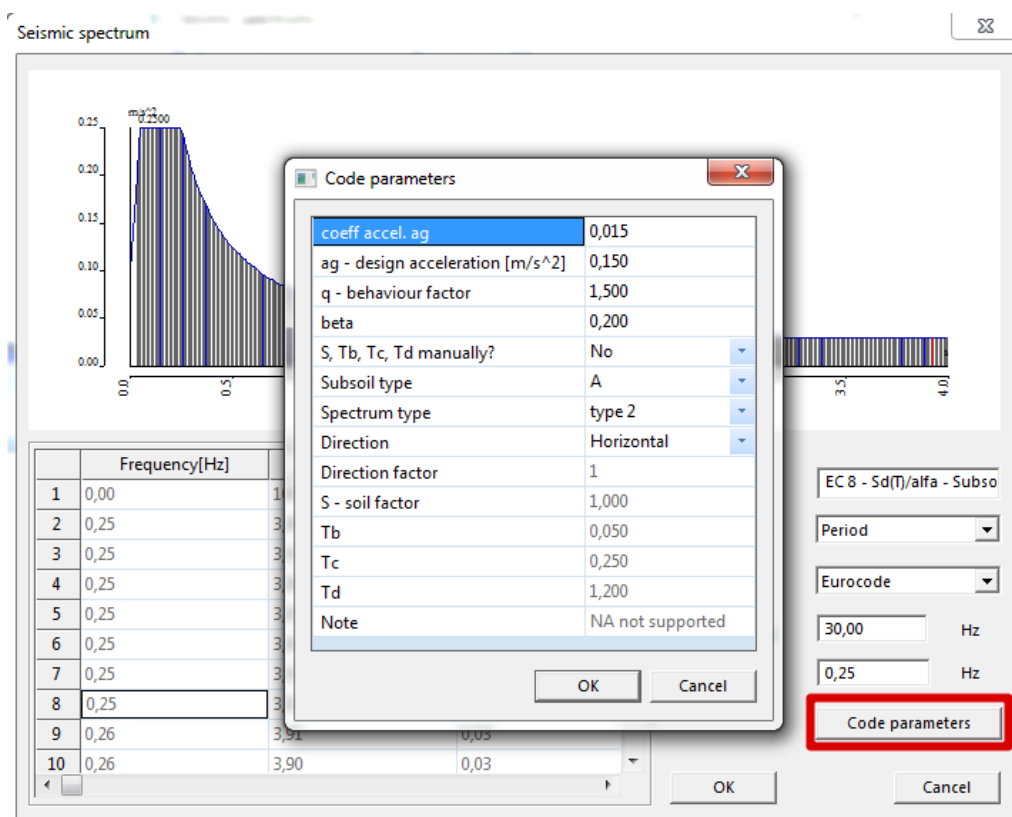 Seismic spectrum
m/s^2
0.2500
0.25
0.20
0.15
0.10
0.05
0.00
0.0
0.5
3.5
4.0
Code parameters
coeff accel. ag 0,015
ag - design acceleration [m/s^2] 0,150
q - behaviour factor 1,500
beta 0,200
S, Tb, Tc, Td manually? No
Subsoil type A
Spectrum type type 2
Direction Horizontal
Direction factor 1
S - soil factor 1,000
Tb 0,050
Tc 0,250
Td 1,200
Note NA not supported
OK Cancel
Frequency[Hz]
1 0,00
2 0,25
3 0,25
4 0,25
5 0,25
6 0,25
7 0,25
8 0,25
9 0,26 3,91 0,03
10 0,26 3,90 0,03
EC 8 - Sd(T)/alfa - Subso
Period
Eurocode
30,00 Hz
0,25 Hz
Code parameters
OK Cancel